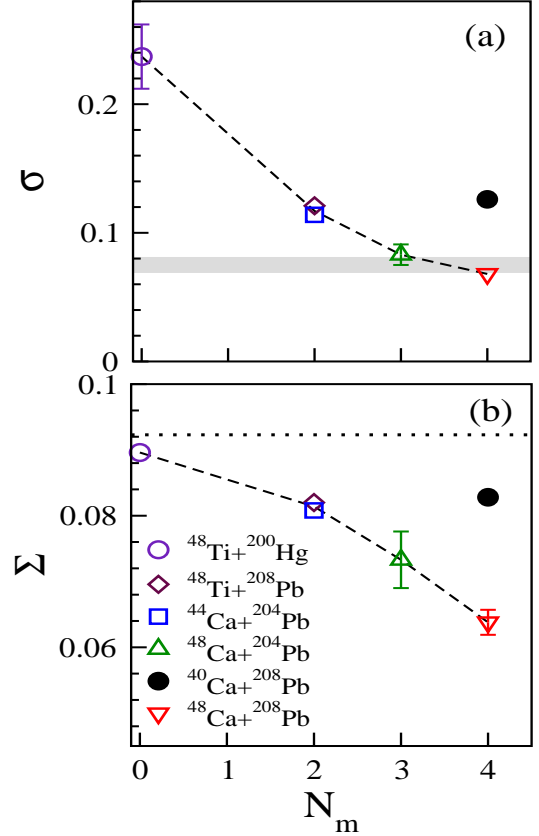 (a)
0.2
σ
0.1
0
0.1
(b)
0.08
Σ
0.06
⁴⁸Ti+²⁰⁰Hg
⁴⁸Ti+²⁰⁸Pb
⁴⁴Ca+²⁰⁴Pb
⁴⁸Ca+²⁰⁴Pb
⁴⁰Ca+²⁰⁸Pb
⁴⁸Ca+²⁰⁸Pb
0 1 2 3 4
Nₘ